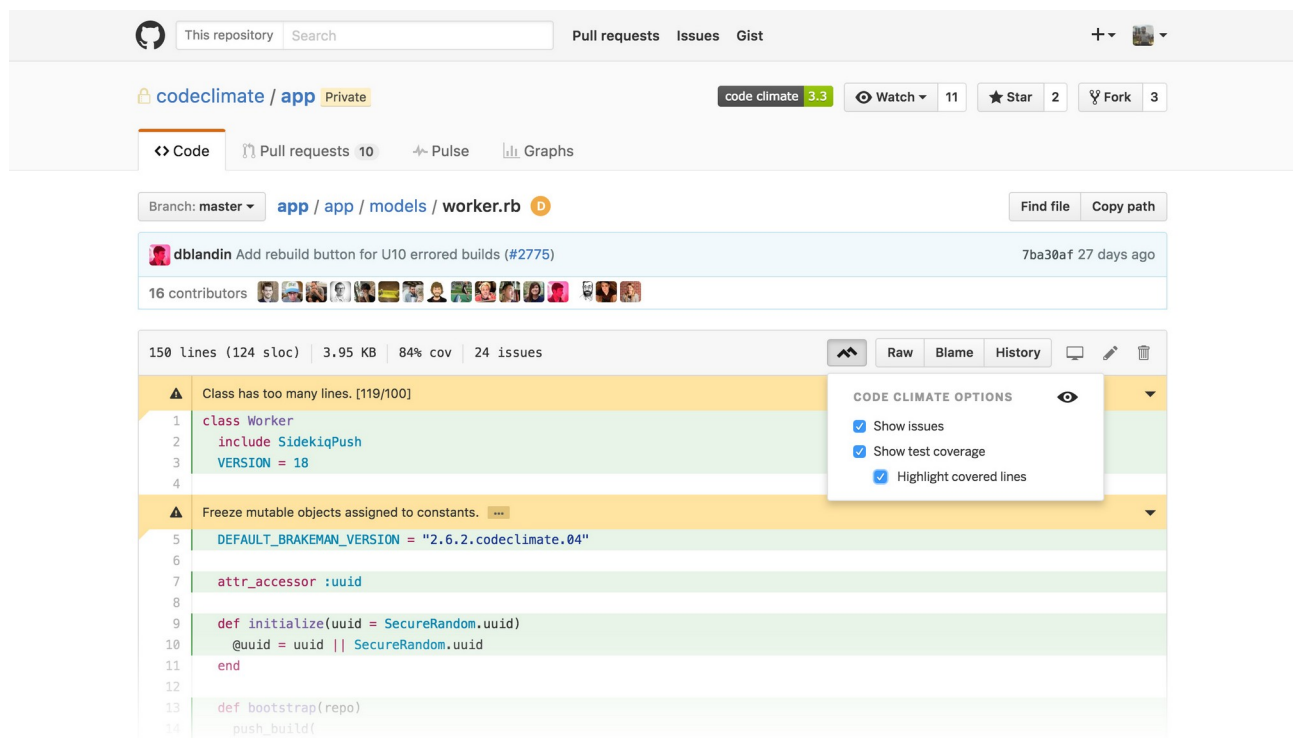 This repository Search Pull requests Issues Gist
codeclimate / app Private code climate 3.3 Watch 11 Star 2 Fork 3
Code Pull requests 10 Pulse Graphs
Branch: master app / app / models / worker.rb D Find file Copy path
dblandin Add rebuild button for U10 errored builds (#2775) 7ba30af 27 days ago
16 contributors
150 lines (124 sloc) 3.95 KB 84% cov 24 issues Raw Blame History
Class has too many lines. [119/100]
CODE CLIMATE OPTIONS
Show issues
Show test coverage
Highlight covered lines
1 class Worker
2 include SidekiqPush
3 VERSION = 18
4
Freeze mutable objects assigned to constants. ...
5 DEFAULT_BRAKEMAN_VERSION = "2.6.2.codeclimate.04"
6
7 attr_accessor :uuid
8
9 def initialize(uuid = SecureRandom.uuid)
10 @uuid = uuid || SecureRandom.uuid
11 end
12
13 def bootstrap(repo)
14 push_build(